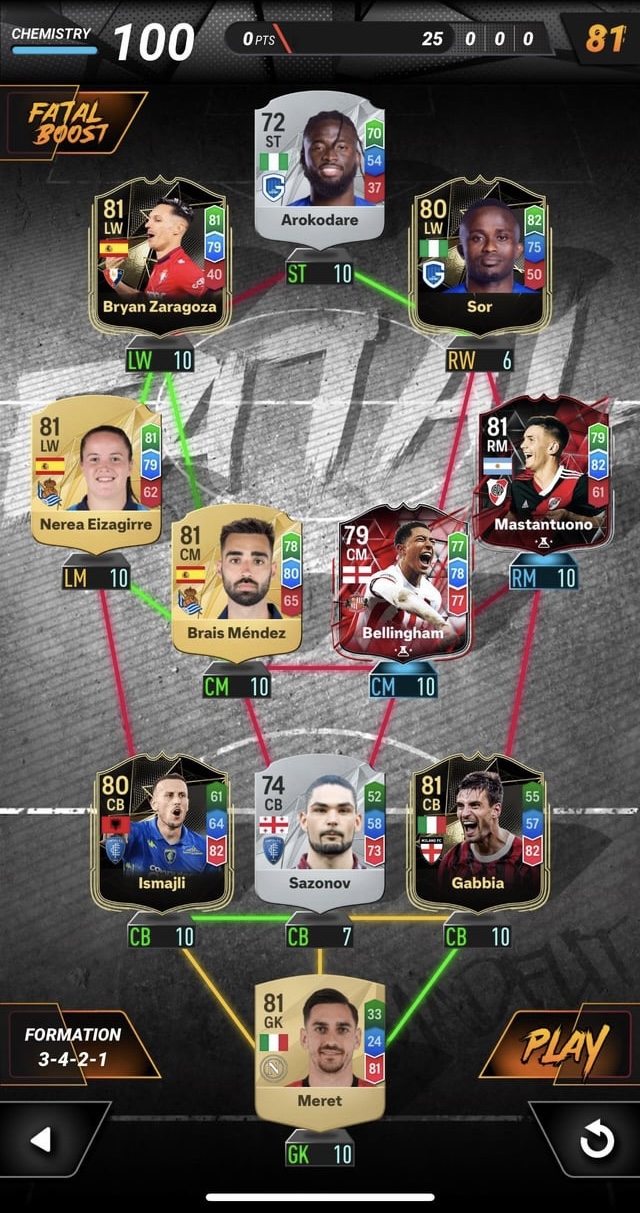 CHEMISTRY 100 0 PTS 25 0 0 0 81
FATAL
BOOST
72
ST
70
54
37
Arokodare
ST 10
81
LW
81
79
40
Bryan Zaragoza
LW 10
80
LW
82
75
50
Sor
RW 6
81
LW
81
79
62
Nerea Eizagirre
LM 10
81
RM
79
82
61
Mastantuono
RM 10
81
CM
78
80
65
Brais Méndez
CM 10
79
CM
77
78
77
Bellingham
CM 10
80
CB
61
64
82
Ismajli
CB 10
74
CB
52
58
73
Sazonov
CB 7
81
CB
55
57
82
MILANO FC
Gabbia
CB 10
81
GK
33
24
81
N
Meret
GK 10
FORMATION
3-4-2-1
PLAY